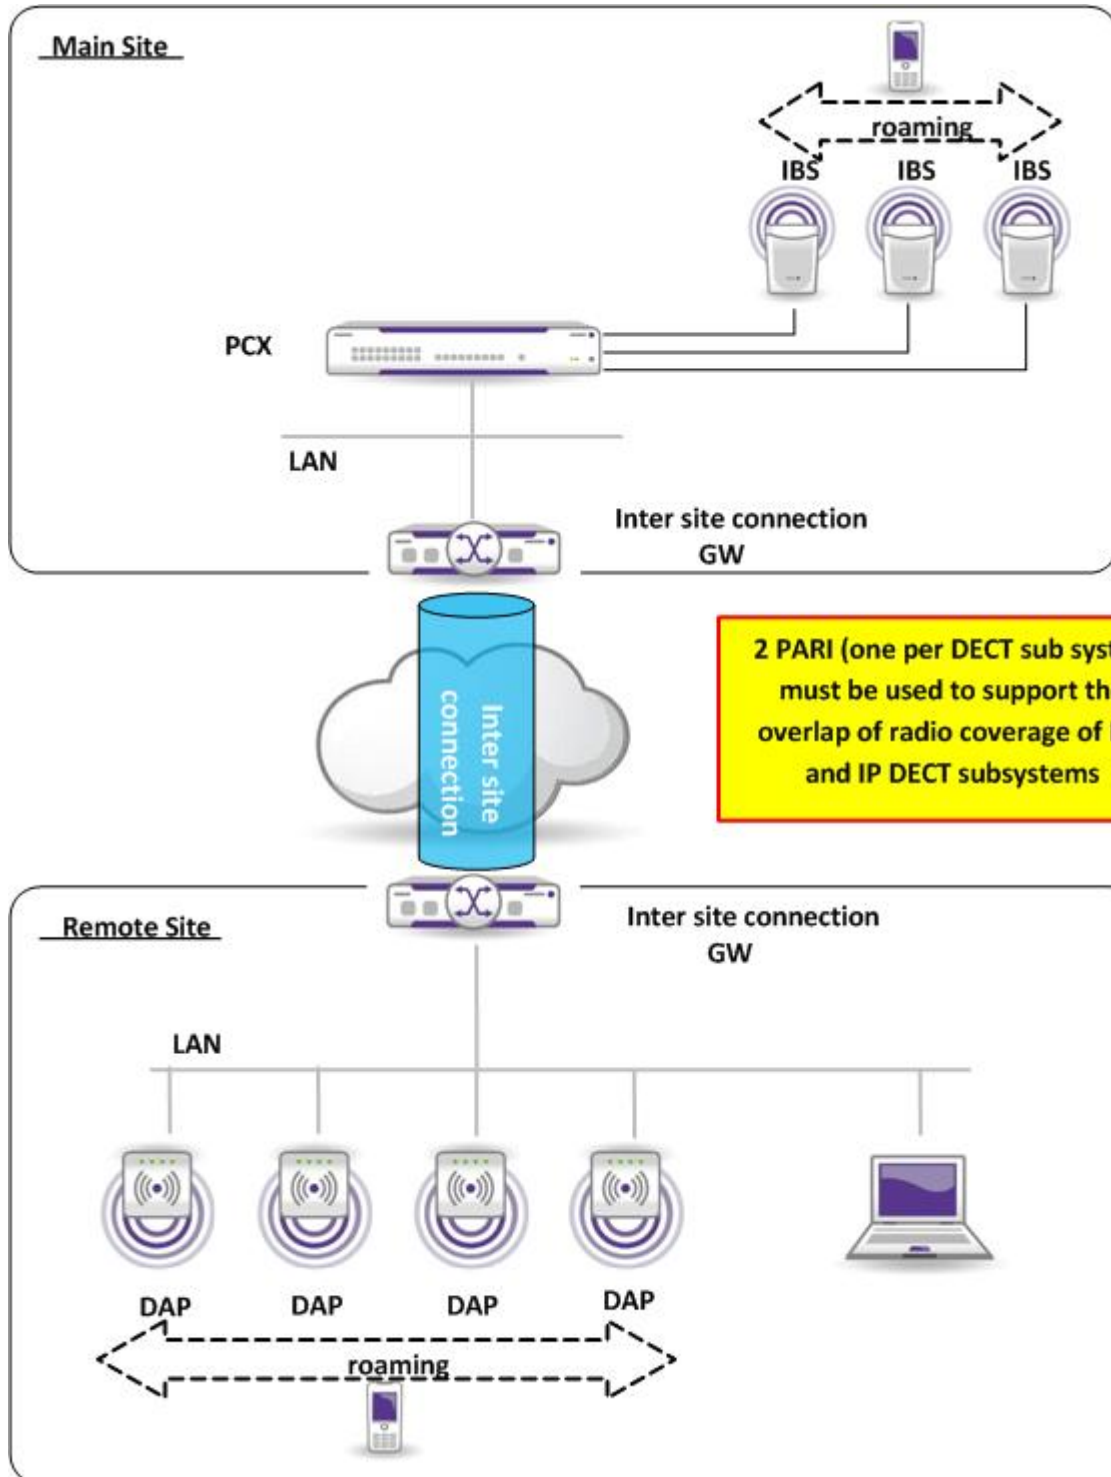 Main Site
roaming
IBS
IBS
IBS
PCX
LAN
Inter site connection
GW
Inter site
connection
2 PARI (one per DECT sub syst
must be used to support th
overlap of radio coverage of
and IP DECT subsystems
Remote Site
Inter site connection
GW
LAN
DAP
DAP
DAP
DAP
roaming